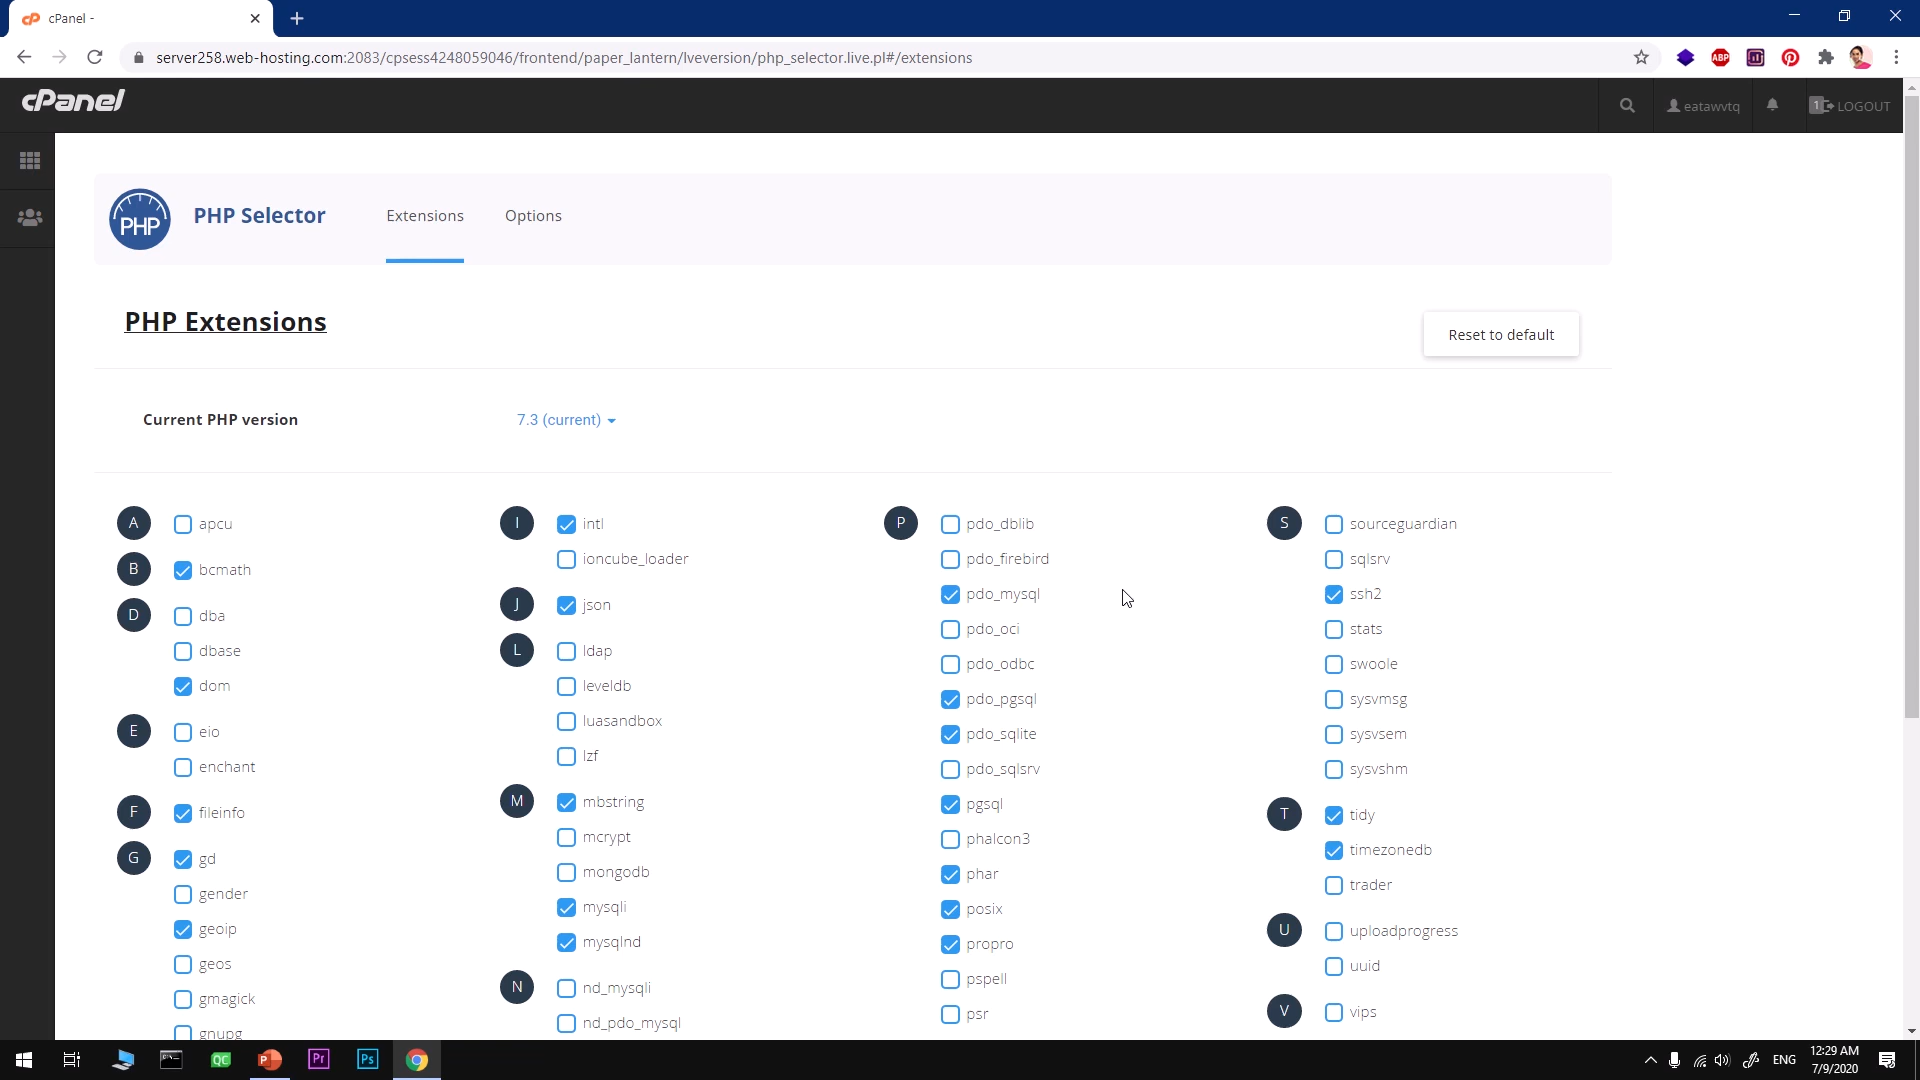 cPanel -
server258.web-hosting.com:2083/cpsess4248059046/frontend/paper_lantern/lveversion/php_selector.live.pl#/extensions
ABP
cPanel
eatawvtq
1
LOGOUT
PHP
PHP Selector
Extensions
Options
PHP Extensions
Reset to default
Current PHP version
7.3 (current)
A
apcu
B
bcmath
D
dba
dbase
dom
E
eio
enchant
F
fileinfo
G
gd
gender
geoip
geos
gmagick
gnupg
I
intl
ioncube_loader
J
json
L
ldap
leveldb
luasandbox
lzf
M
mbstring
mcrypt
mongodb
mysqli
mysqlnd
N
nd_mysqli
nd_pdo_mysql
P
pdo_dblib
pdo_firebird
pdo_mysql
pdo_oci
pdo_odbc
pdo_pgsql
pdo_sqlite
pdo_sqlsrv
pgsql
phalcon3
phar
posix
propro
pspell
psr
S
sourceguardian
sqlsrv
ssh2
stats
swoole
sysvmsg
sysvsem
sysvshm
T
tidy
timezonedb
trader
U
uploadprogress
uuid
V
vips
QC
P
Pr
Ps
ENG
12:29 AM
7/9/2020